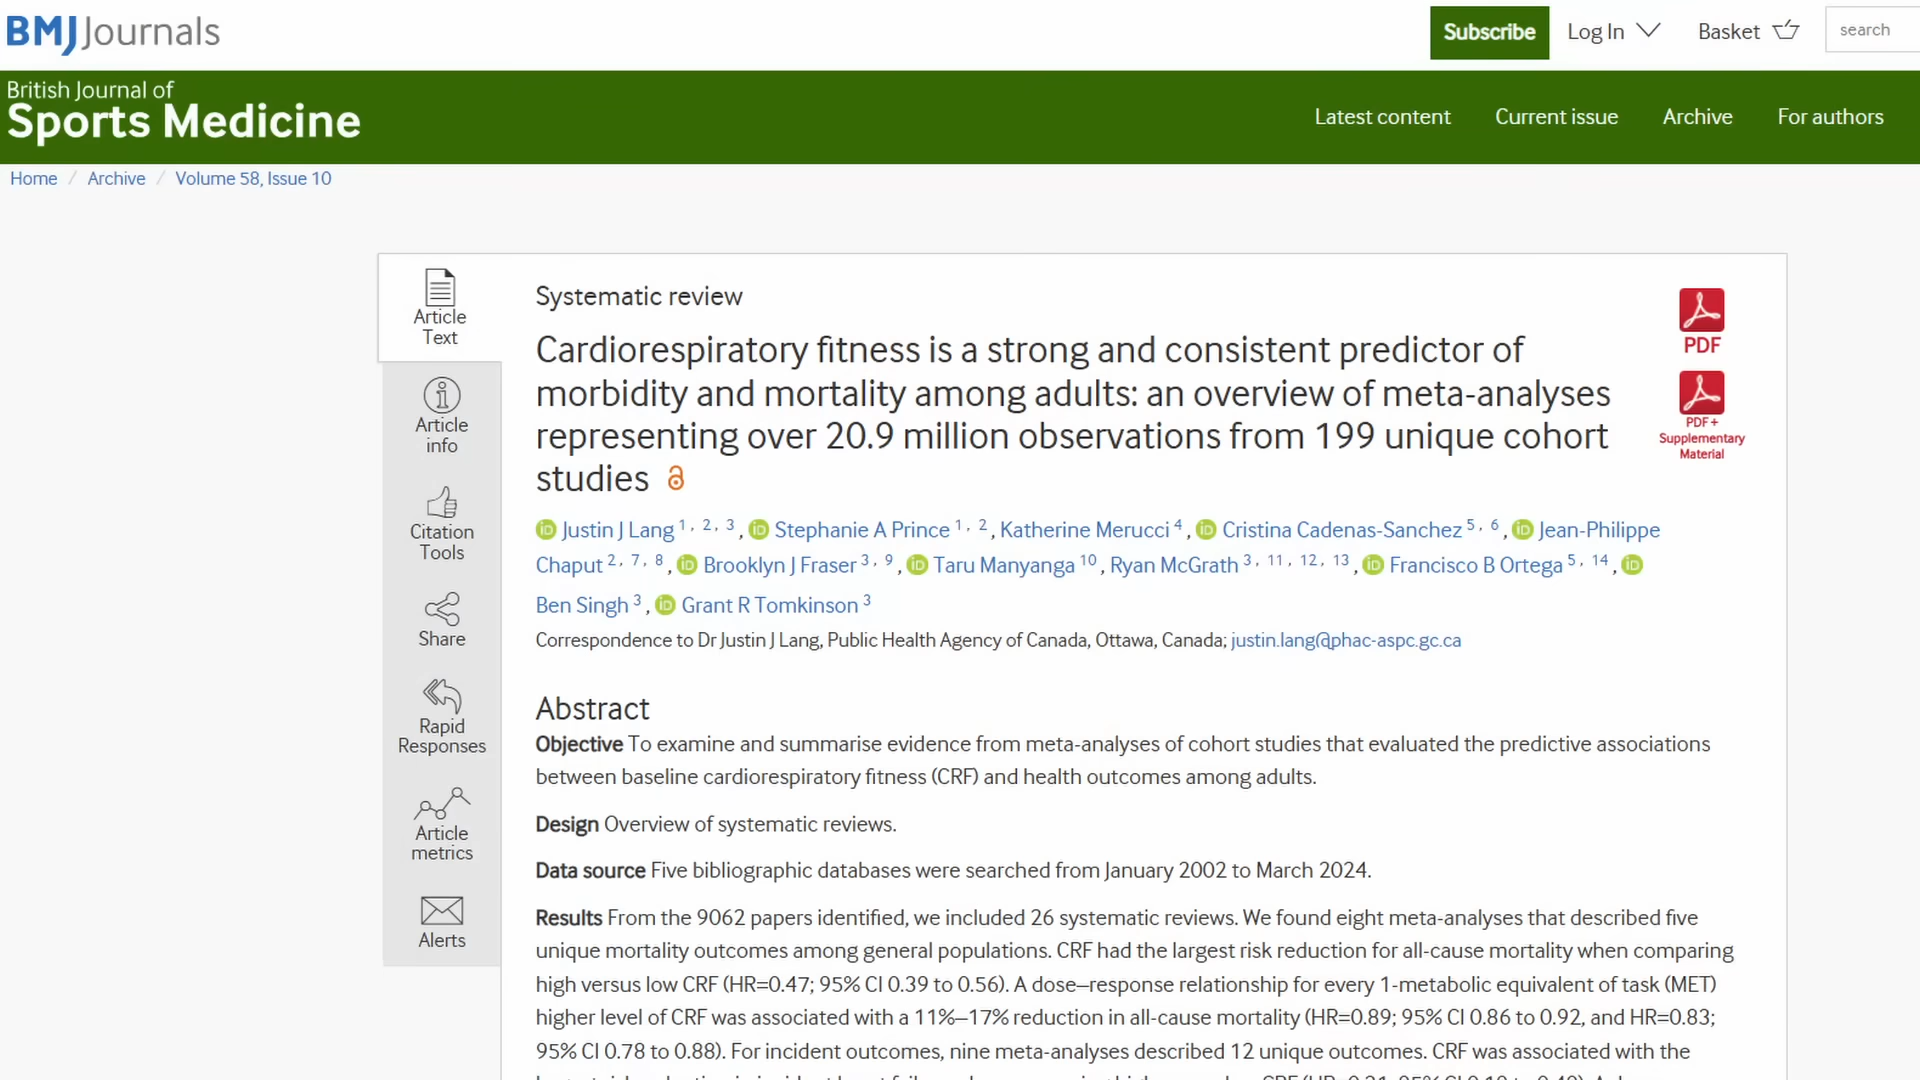 BMJ Journals
Subscribe
Log In
Basket
search
British Journal of
Sports Medicine
Latest content
Current issue
Archive
For authors
Home / Archive / Volume 58, Issue 10
Article
Text
Article
info
Citation
Tools
Share
Rapid
Responses
Article
metrics
Alerts
Systematic review
Cardiorespiratory fitness is a strong and consistent predictor of
morbidity and mortality among adults: an overview of meta-analyses
representing over 20.9 million observations from 199 unique cohort
studies
PDF
PDF +
Supplementary
Material
iD Justin J Lang 1, 2, 3, iD Stephanie A Prince 1, 2, Katherine Merucci 4, iD Cristina Cadenas-Sanchez 5, 6, iD Jean-Philippe
Chaput 2, 7, 8, iD Brooklyn J Fraser 3, 9, iD Taru Manyanga 10, Ryan McGrath 3, 11, 12, 13, iD Francisco B Ortega 5, 14, iD
Ben Singh 3, iD Grant R Tomkinson 3
Correspondence to Dr Justin J Lang, Public Health Agency of Canada, Ottawa, Canada; justin.lang@phac-aspc.gc.ca
Abstract
Objective To examine and summarise evidence from meta-analyses of cohort studies that evaluated the predictive associations
between baseline cardiorespiratory fitness (CRF) and health outcomes among adults.
Design Overview of systematic reviews.
Data source Five bibliographic databases were searched from January 2002 to March 2024.
Results From the 9062 papers identified, we included 26 systematic reviews. We found eight meta-analyses that described five
unique mortality outcomes among general populations. CRF had the largest risk reduction for all-cause mortality when comparing
high versus low CRF (HR=0.47; 95% CI 0.39 to 0.56). A dose–response relationship for every 1-metabolic equivalent of task (MET)
higher level of CRF was associated with a 11%–17% reduction in all-cause mortality (HR=0.89; 95% CI 0.86 to 0.92, and HR=0.83;
95% CI 0.78 to 0.88). For incident outcomes, nine meta-analyses described 12 unique outcomes. CRF was associated with the